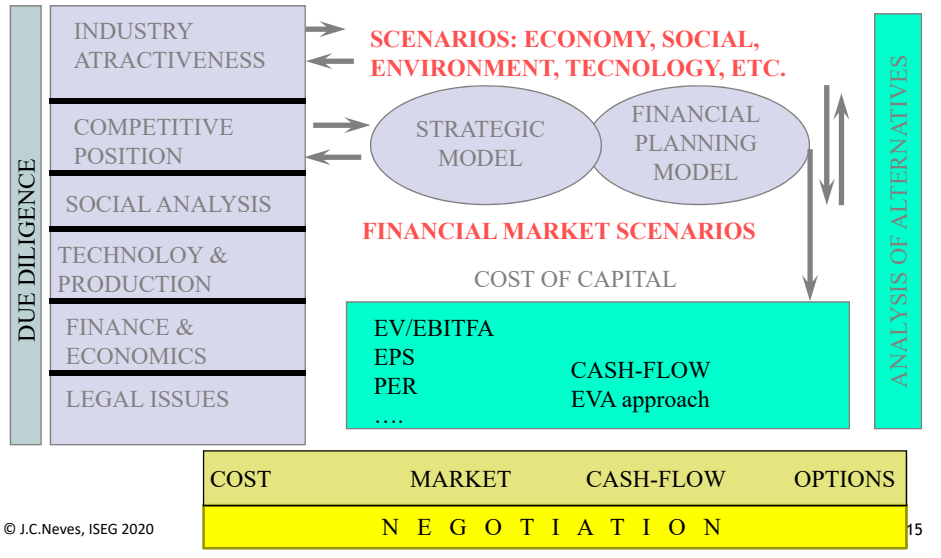 DUE DILIGENCE
INDUSTRY
ATRACTIVENESS
COMPETITIVE
POSITION
SOCIAL ANALYSIS
TECHNOLOY &
PRODUCTION
FINANCE &
ECONOMICS
LEGAL ISSUES
SCENARIOS: ECONOMY, SOCIAL,
ENVIRONMENT, TECNOLOGY, ETC.
STRATEGIC
MODEL
FINANCIAL
PLANNING
MODEL
FINANCIAL MARKET SCENARIOS
COST OF CAPITAL
EV/EBITFA
EPS
PER
….
CASH-FLOW
EVA approach
ANALYSIS OF ALTERNATIVES
COST MARKET CASH-FLOW OPTIONS
N E G O T I A T I O N
© J.C.Neves, ISEG 2020
15